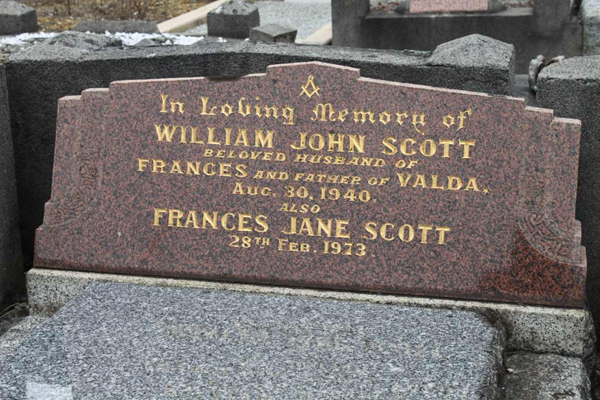 In Loving Memory of
WILLIAM JOHN SCOTT
BELOVED HUSBAND OF
FRANCES AND FATHER OF VALDA.
AUG. 30. 1940.
ALSO
FRANCES JANE SCOTT
28TH FEB. 1973.